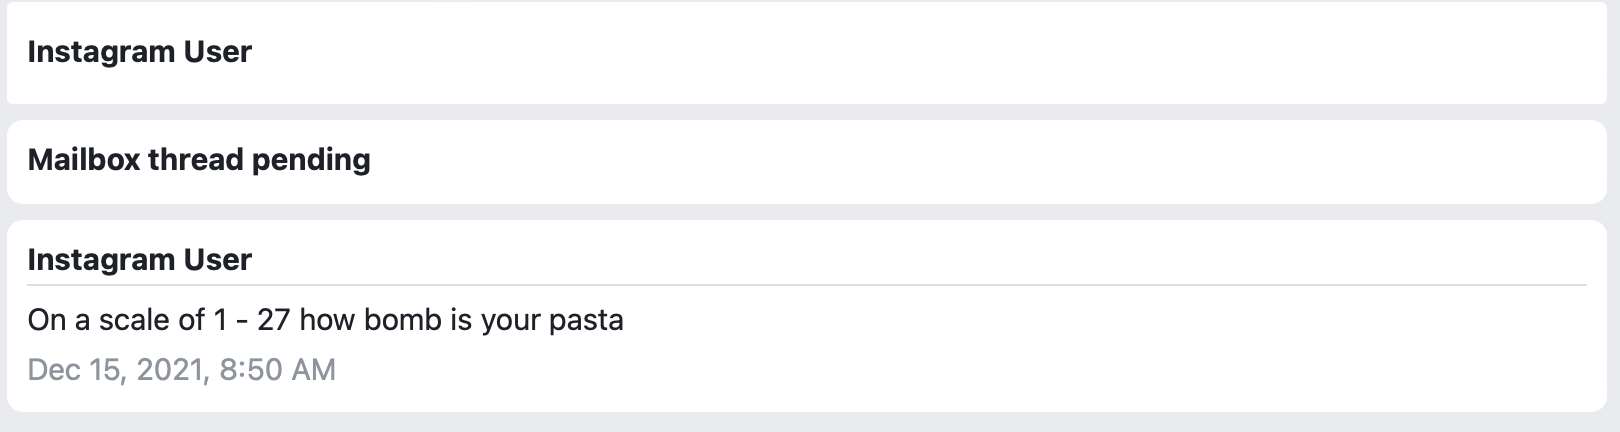 Instagram User
Mailbox thread pending
Instagram User
On a scale of 1 - 27 how bomb is your pasta
Dec 15, 2021, 8:50 AM